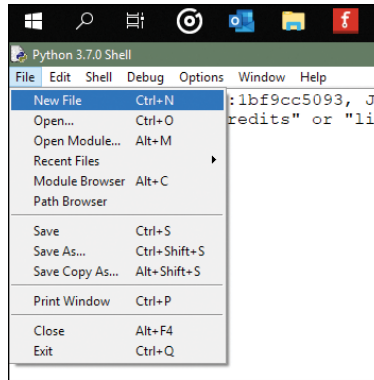 Python 3.7.0 Shell
File Edit Shell Debug Options Window Help
New File Ctrl+N
:1bf9cc5093, J
Open... Ctrl+O
redits" or "li
Open Module... Alt+M
Recent Files
Module Browser Alt+C
Path Browser
Save Ctrl+S
Save As... Ctrl+Shift+S
Save Copy As... Alt+Shift+S
Print Window Ctrl+P
Close Alt+F4
Exit Ctrl+Q